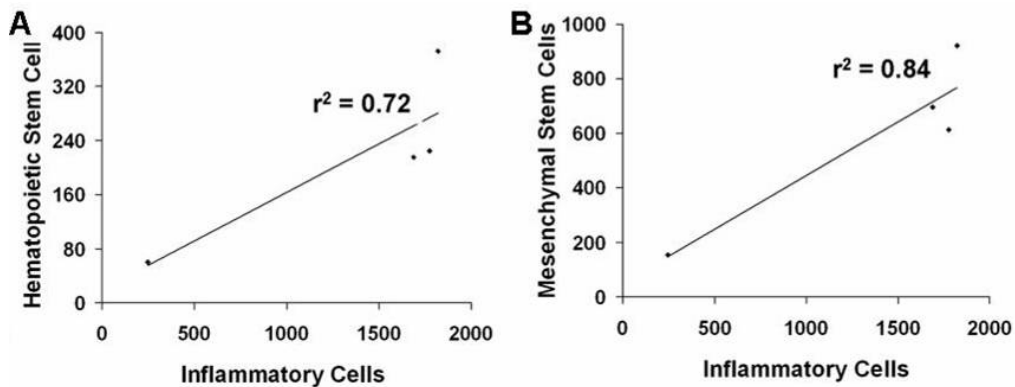 A
Hematopoietic Stem Cell
400
320
240
160
80
0
r² = 0.72
0 500 1000 1500 2000
Inflammatory Cells
B
Mesenchymal Stem Cells
1000
800
600
400
200
0
r² = 0.84
0 500 1000 1500 2000
Inflammatory Cells